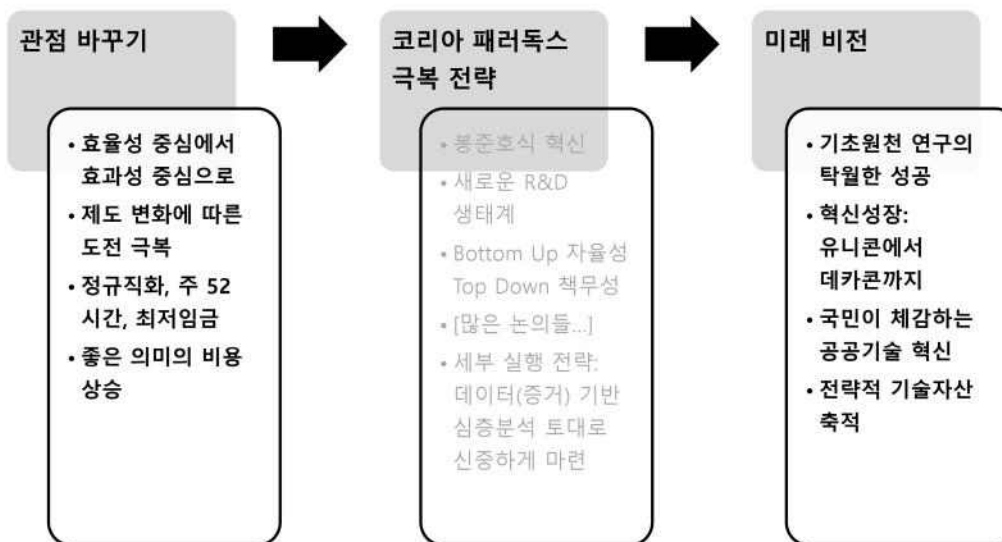 관점 바꾸기
• 효율성 중심에서
효과성 중심으로
• 제도 변화에 따른
도전 극복
• 정규직화, 주 52
시간, 최저임금
• 좋은 의미의 비용
상승
코리아 패러독스
극복 전략
• 봉준호식 혁신
• 새로운 R&D
생태계
• Bottom Up 자율성
Top Down 책무성
• [많은 논의들...]
• 세부 실행 전략:
데이터(증거) 기반
심층분석 토대로
신중하게 마련
미래 비전
• 기초원천 연구의
탁월한 성공
• 혁신성장:
유니콘에서
데카콘까지
• 국민이 체감하는
공공기술 혁신
• 전략적 기술자산
축적